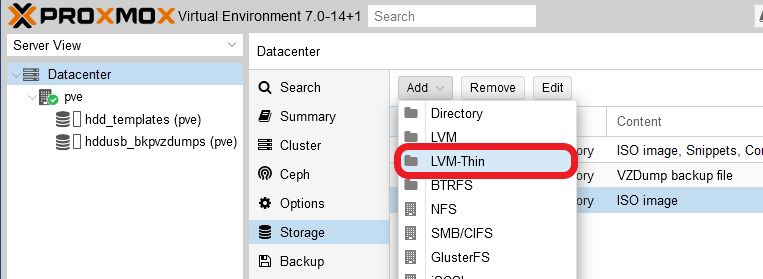 PROXMOX Virtual Environment 7.0-14+1 Search
Server View
Datacenter
pve
hdd_templates (pve)
hddusb_bkpvzdumps (pve)
Datacenter
Search
Summary
Cluster
Ceph
Options
Storage
Backup
Add Remove Edit
Directory
LVM
LVM-Thin
BTRFS
NFS
SMB/CIFS
GlusterFS
Content
ory ISO image, Snippets, Con
ory VZDump backup file
ory ISO image